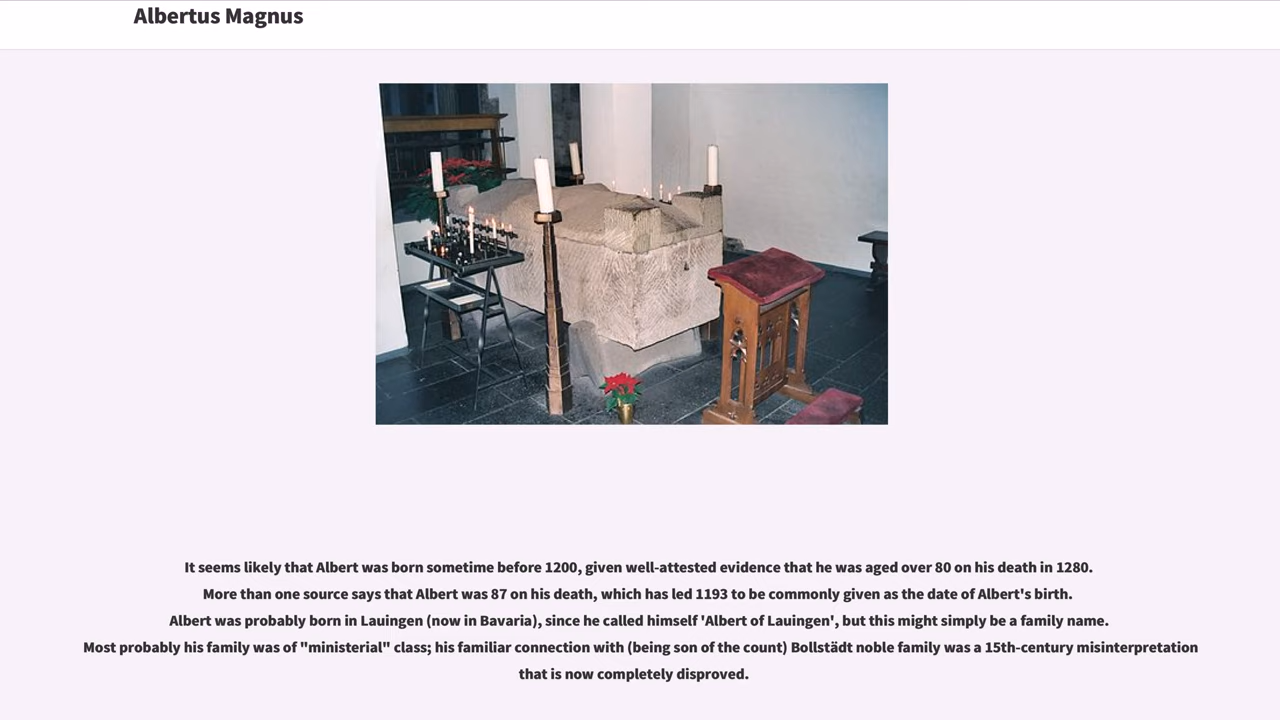 Albertus Magnus
It seems likely that Albert was born sometime before 1200, given well-attested evidence that he was aged over 80 on his death in 1280.
More than one source says that Albert was 87 on his death, which has led 1193 to be commonly given as the date of Albert's birth.
Albert was probably born in Lauingen (now in Bavaria), since he called himself 'Albert of Lauingen', but this might simply be a family name.
Most probably his family was of "ministerial" class; his familiar connection with (being son of the count) Bollstädt noble family was a 15th-century misinterpretation
that is now completely disproved.